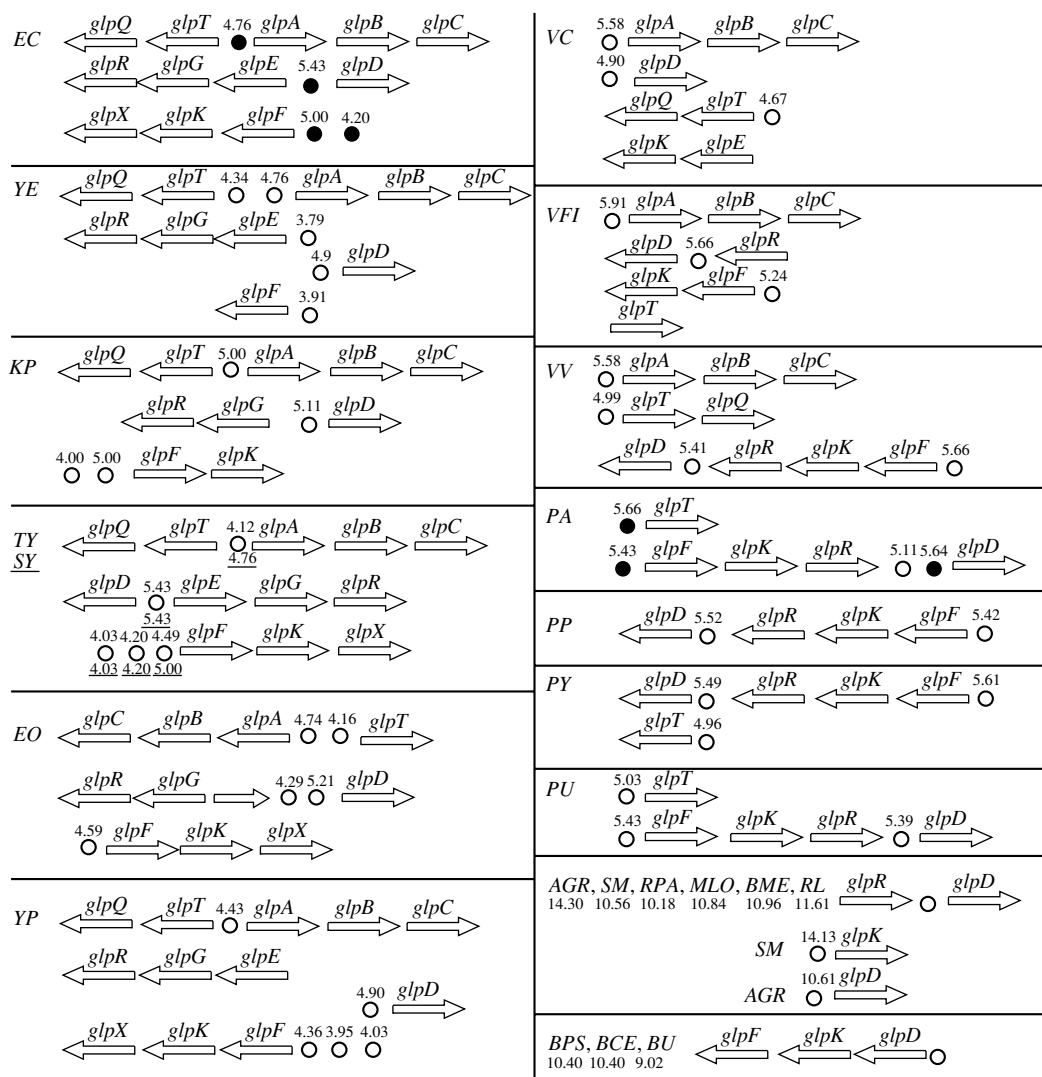 EC glpQ glpT 4.76 glpA glpB glpC
glpR glpG glpE 5.43 glpD
glpX glpK glpF 5.00 4.20
YE glpQ glpT 4.34 4.76 glpA glpB glpC
glpR glpG glpE 3.79
4.9 glpD
glpF 3.91
KP glpQ glpT 5.00 glpA glpB glpC
glpR glpG 5.11 glpD
4.00 5.00 glpF glpK
TY glpQ glpT 4.12 glpA glpB glpC
SY 4.76
glpD 5.43 glpE glpG glpR
5.43
4.03 4.20 4.49 glpF glpK glpX
4.03 4.20 5.00
EO glpC glpB glpA 4.74 4.16 glpT
glpR glpG 4.29 5.21 glpD
4.59 glpF glpK glpX
YP glpQ glpT 4.43 glpA glpB glpC
glpR glpG glpE
4.90 glpD
glpX glpK glpF 4.36 3.95 4.03
VC 5.58 glpA glpB glpC
4.90 glpD
glpQ glpT 4.67
glpK glpE
VFI 5.91 glpA glpB glpC
glpD 5.66 glpR
glpK glpF 5.24
glpT
VV 5.58 glpA glpB glpC
4.99 glpT glpQ
glpD 5.41 glpR glpK glpF 5.66
PA 5.66 glpT
5.43 glpF glpK glpR 5.11 5.64 glpD
PP glpD 5.52 glpR glpK glpF 5.42
PY glpD 5.49 glpR glpK glpF 5.61
glpT 4.96
PU 5.03 glpT
5.43 glpF glpK glpR 5.39 glpD
AGR, SM, RPA, MLO, BME, RL glpR glpD
14.30 10.56 10.18 10.84 10.96 11.61
SM 14.13 glpK
AGR 10.61 glpD
BPS, BCE, BU glpF glpK glpD
10.40 10.40 9.02